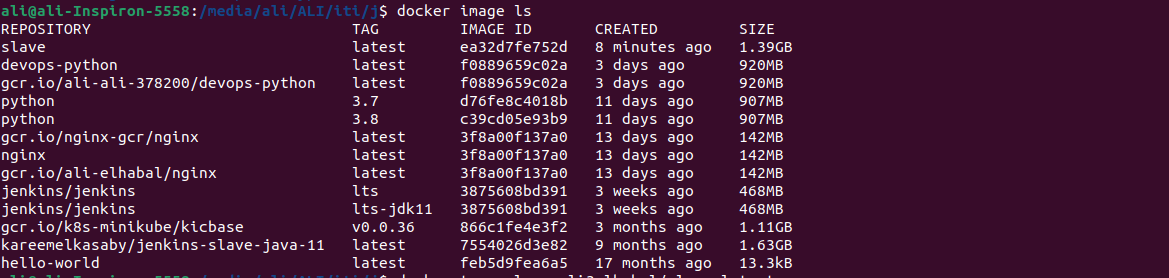 ali@ali-Inspiron-5558:/media/ali/ALI/iti/j$ docker image ls
REPOSITORY TAG IMAGE ID CREATED SIZE
slave latest ea32d7fe752d 8 minutes ago 1.39GB
devops-python latest f0889659c02a 3 days ago 920MB
gcr.io/ali-ali-378200/devops-python latest f0889659c02a 3 days ago 920MB
python 3.7 d76fe8c4018b 11 days ago 907MB
python 3.8 c39cd05e93b9 11 days ago 907MB
gcr.io/nginx-gcr/nginx latest 3f8a00f137a0 13 days ago 142MB
nginx latest 3f8a00f137a0 13 days ago 142MB
gcr.io/ali-elhabal/nginx latest 3f8a00f137a0 13 days ago 142MB
jenkins/jenkins lts 3875608bd391 3 weeks ago 468MB
jenkins/jenkins lts-jdk11 3875608bd391 3 weeks ago 468MB
gcr.io/k8s-minikube/kicbase v0.0.36 866c1fe4e3f2 3 months ago 1.11GB
kareemelkasaby/jenkins-slave-java-11 latest 7554026d3e82 9 months ago 1.63GB
hello-world latest feb5d9fea6a5 17 months ago 13.3kB